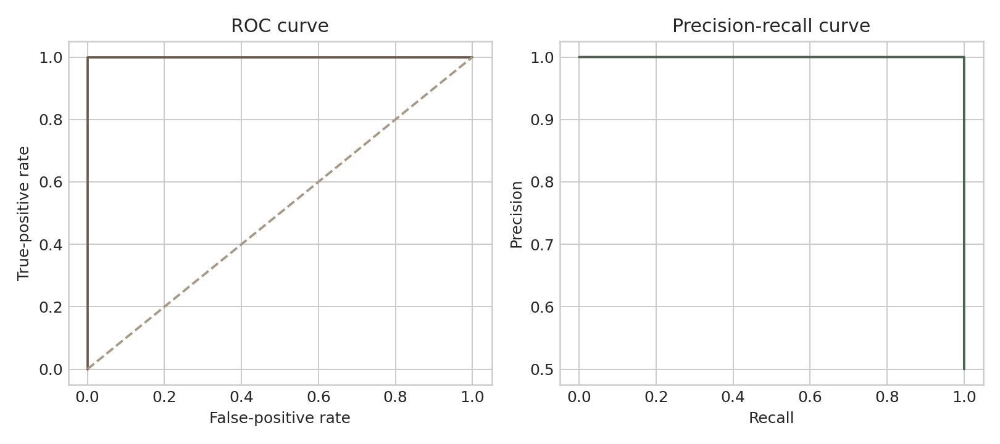 ROC curve
True-positive rate
1.0
0.8
0.6
0.4
0.2
0.0
0.0 0.2 0.4 0.6 0.8 1.0
False-positive rate
Precision-recall curve
Precision
1.0
0.9
0.8
0.7
0.6
0.5
0.0 0.2 0.4 0.6 0.8 1.0
Recall